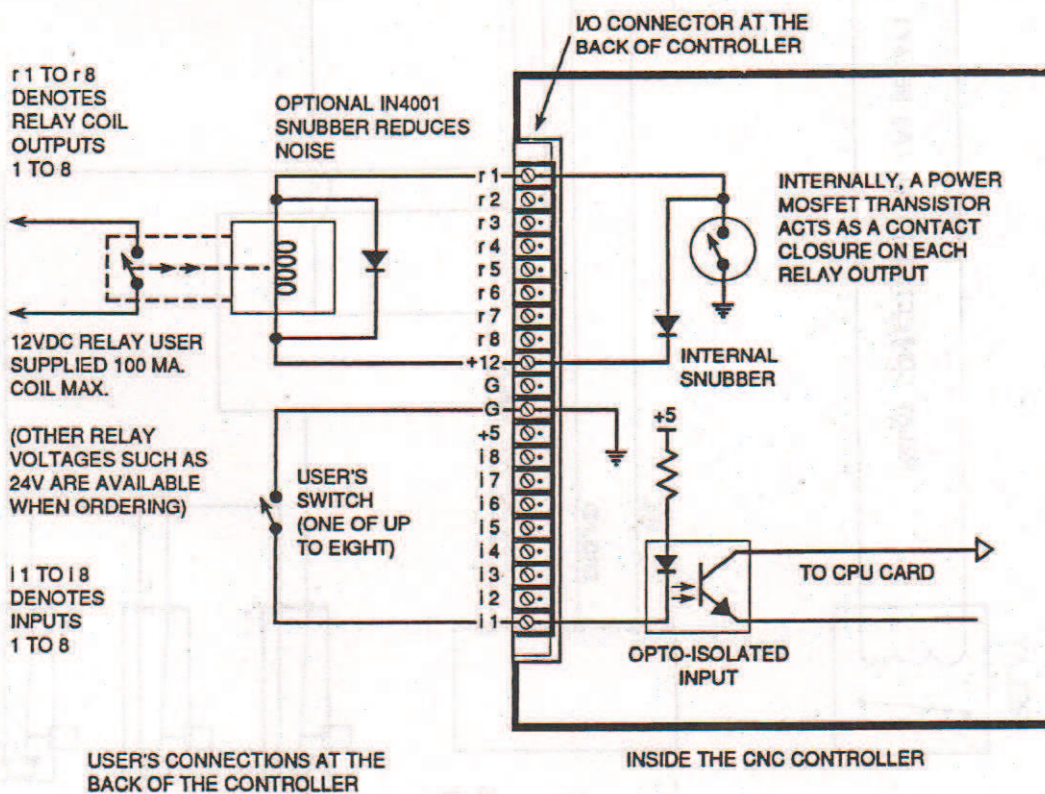 I/O CONNECTOR AT THE
BACK OF CONTROLLER
r 1 TO r 8
DENOTES
RELAY COIL
OUTPUTS
1 TO 8
OPTIONAL IN4001
SNUBBER REDUCES
NOISE
r 1
r 2
r 3
r 4
r 5
r 6
r 7
r 8
+12
G
G
+5
I 8
I 7
I 6
I 5
I 4
I 3
I 2
I 1
INTERNALLY, A POWER
MOSFET TRANSISTOR
ACTS AS A CONTACT
CLOSURE ON EACH
RELAY OUTPUT
12VDC RELAY USER
SUPPLIED 100 MA.
COIL MAX.
INTERNAL
SNUBBER
(OTHER RELAY
VOLTAGES SUCH AS
24V ARE AVAILABLE
WHEN ORDERING)
USER'S
SWITCH
(ONE OF UP
TO EIGHT)
+5
I 1 TO I 8
DENOTES
INPUTS
1 TO 8
TO CPU CARD
OPTO-ISOLATED
INPUT
USER'S CONNECTIONS AT THE
BACK OF THE CONTROLLER
INSIDE THE CNC CONTROLLER